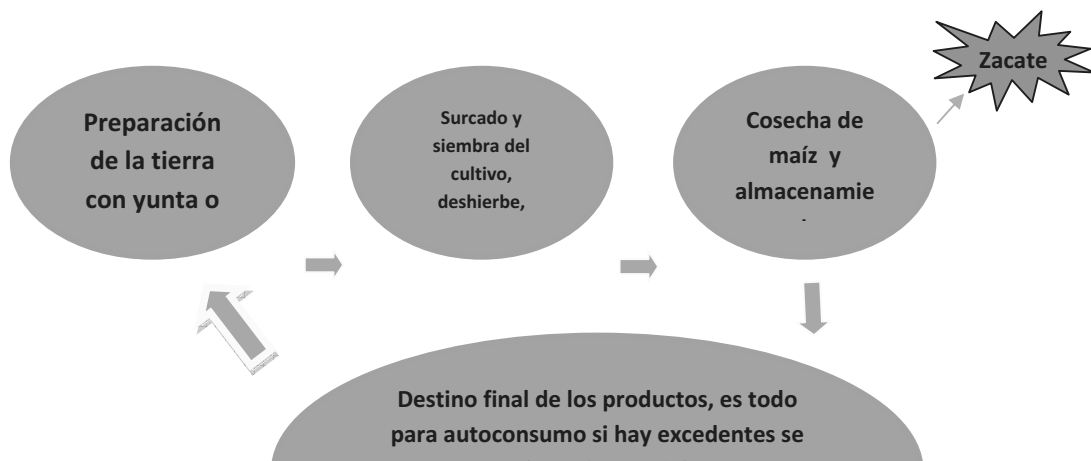 Preparación
de la tierra
con yunta o
Surcado y
siembra del
cultivo,
deshierbe,
Cosecha de
maíz y
almacenamie
Zacate
Destino final de los productos, es todo
para autoconsumo si hay excedentes se